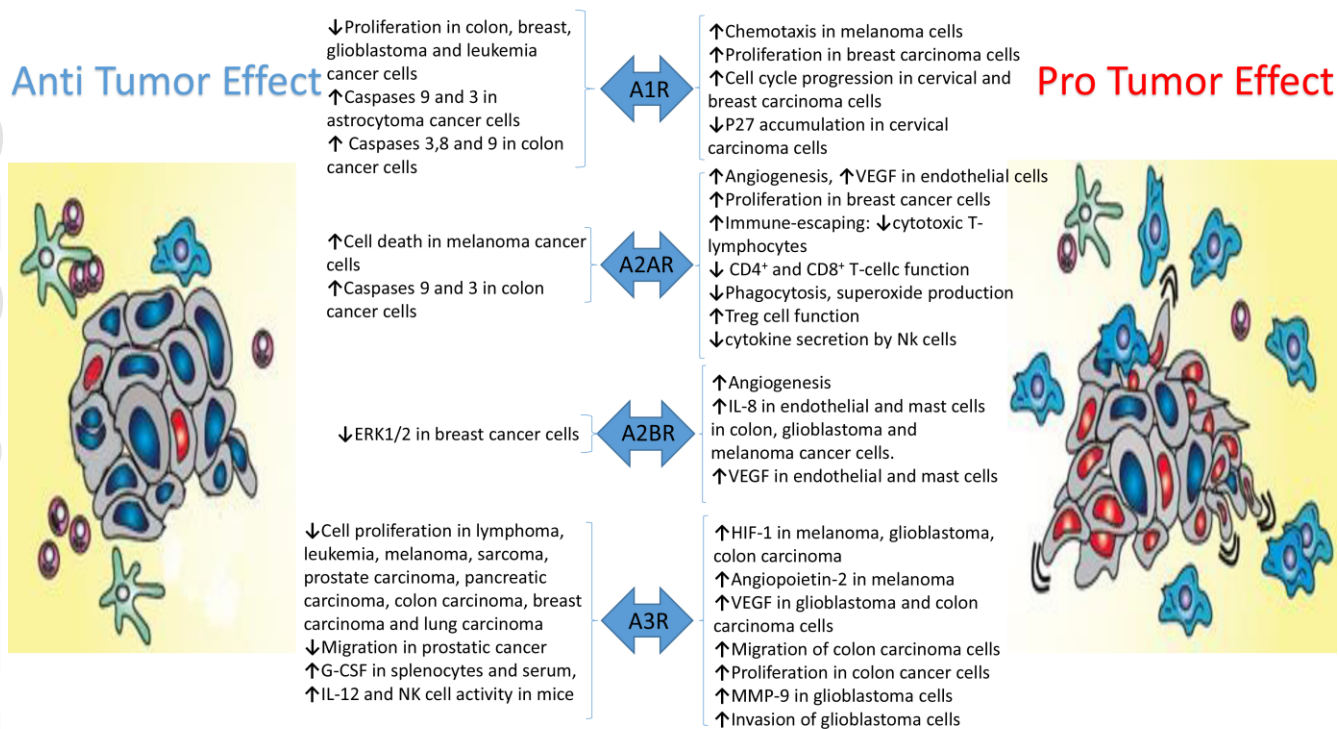 Anti Tumor Effect
↓Proliferation in colon, breast,
glioblastoma and leukemia
cancer cells
↑Caspases 9 and 3 in
astrocytoma cancer cells
↑ Caspases 3,8 and 9 in colon
cancer cells
A1R
↑Chemotaxis in melanoma cells
↑Proliferation in breast carcinoma cells
↑Cell cycle progression in cervical and
breast carcinoma cells
↓P27 accumulation in cervical
carcinoma cells
Pro Tumor Effect
↑Cell death in melanoma cancer
cells
↑Caspases 9 and 3 in colon
cancer cells
A2AR
↑Angiogenesis, ↑VEGF in endothelial cells
↑Proliferation in breast cancer cells
↑Immune-escaping: ↓cytotoxic T-
lymphocytes
↓ CD4⁺ and CD8⁺ T-cellc function
↓Phagocytosis, superoxide production
↑Treg cell function
↓cytokine secretion by Nk cells
↓ERK1/2 in breast cancer cells
A2BR
↑Angiogenesis
↑IL-8 in endothelial and mast cells
in colon, glioblastoma and
melanoma cancer cells.
↑VEGF in endothelial and mast cells
↓Cell proliferation in lymphoma,
leukemia, melanoma, sarcoma,
prostate carcinoma, pancreatic
carcinoma, colon carcinoma, breast
carcinoma and lung carcinoma
↓Migration in prostatic cancer
↑G-CSF in splenocytes and serum,
↑IL-12 and NK cell activity in mice
A3R
↑HIF-1 in melanoma, glioblastoma,
colon carcinoma
↑Angiopoietin-2 in melanoma
↑VEGF in glioblastoma and colon
carcinoma cells
↑Migration of colon carcinoma cells
↑Proliferation in colon cancer cells
↑MMP-9 in glioblastoma cells
↑Invasion of glioblastoma cells